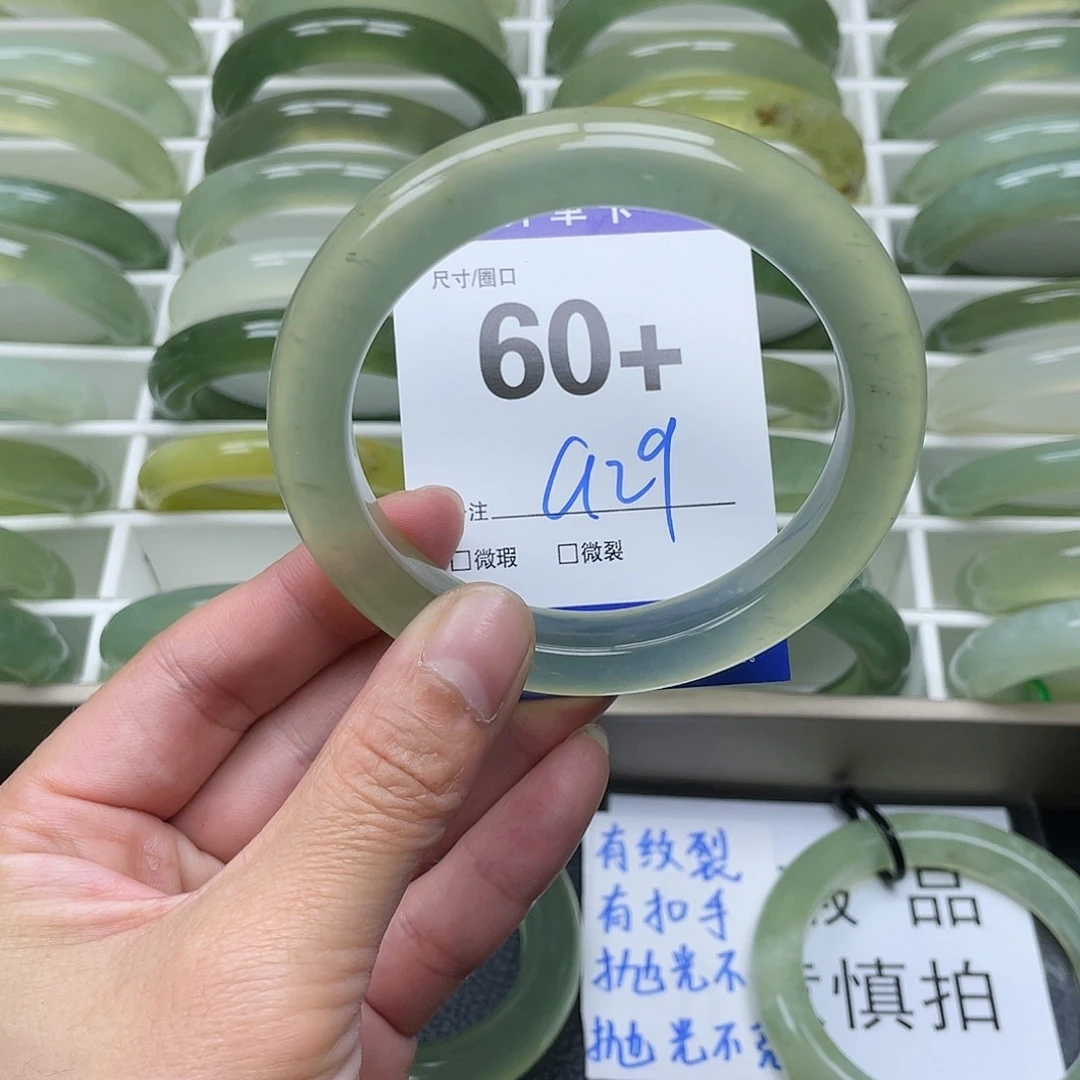 尺寸/圈口
60+
a29
注
□微瑕 □微裂
有纹裂
有扣手
抛光不
抛光不亮
品
慎拍